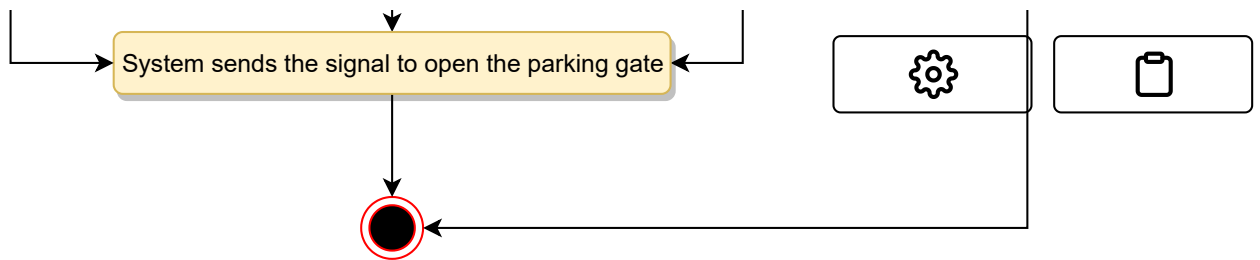 System sends the signal to open the parking gate